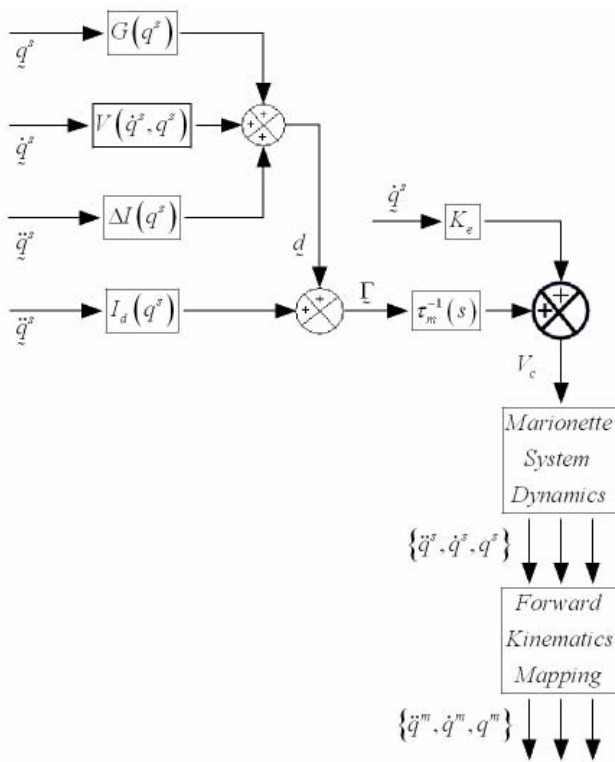 G(q^s)
q^s
+
V(q̇^s, q^s)
+ +
q̇^s
+
ΔI(q^s)
q̈^s
q̇^s
K_e
d
I_d(q^s)
+
+
Γ
τ_m^{-1}(s)
+
+
q̈^s
V_c
Marionette
System
Dynamics
{q̈^s, q̇^s, q^s}
Forward
Kinematics
Mapping
{q̈^m, q̇^m, q^m}